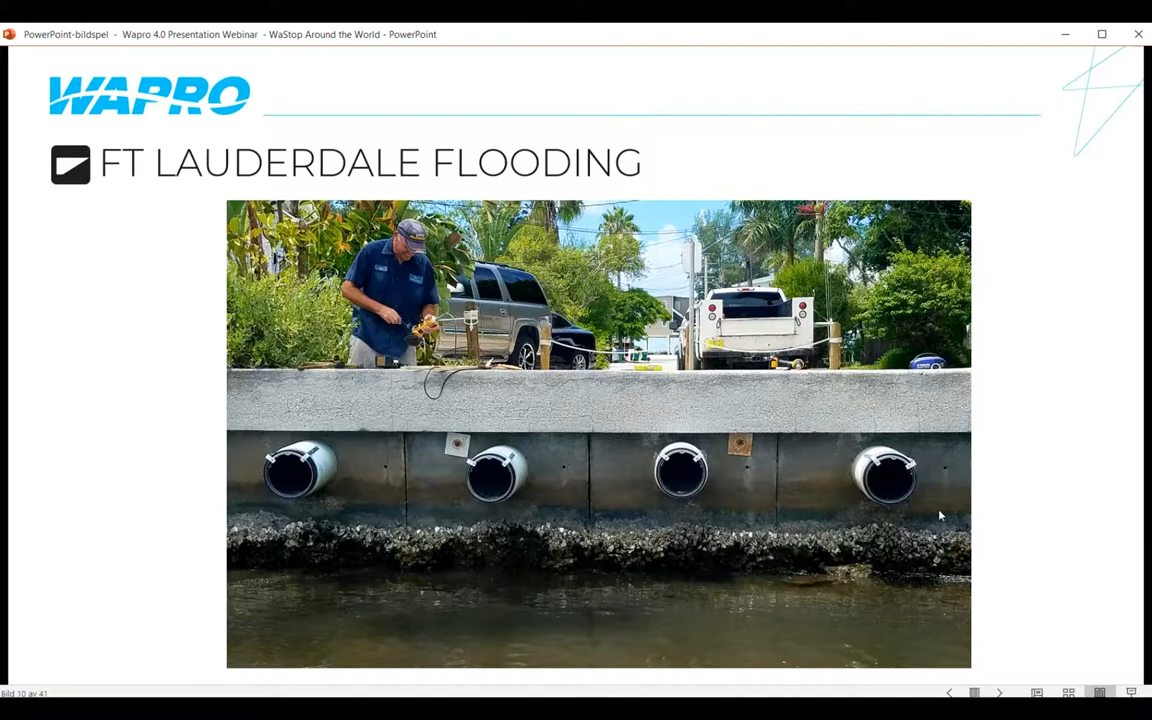 PowerPoint-bildspel - Wapro 4.0 Presentation Webinar - WaStop Around the World - PowerPoint
WAPRO
FT LAUDERDALE FLOODING
Bild 10 av 41